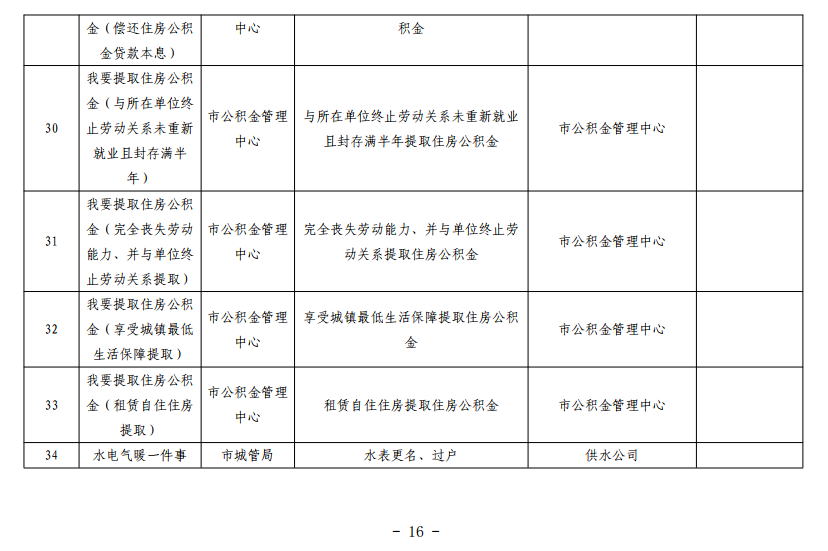 金（偿还住房公积
金贷款本息）
中心
积金
30
我要提取住房公积
金（与所在单位终
止劳动关系未重新
就业且封存满半
年）
市公积金管理
中心
与所在单位终止劳动关系未重新就业
且封存满半年提取住房公积金
市公积金管理中心
31
我要提取住房公积
金（完全丧失劳动
能力、并与单位终
止劳动关系提取）
市公积金管理
中心
完全丧失劳动能力、并与单位终止劳
动关系提取住房公积金
市公积金管理中心
32
我要提取住房公积
金（享受城镇最低
生活保障提取）
市公积金管理
中心
享受城镇最低生活保障提取住房公积
金
市公积金管理中心
33
我要提取住房公积
金（租赁自住住房
提取）
市公积金管理
中心
租赁自住住房提取住房公积金
市公积金管理中心
34
水电气暖一件事
市城管局
水表更名、过户
供水公司
- 16 -